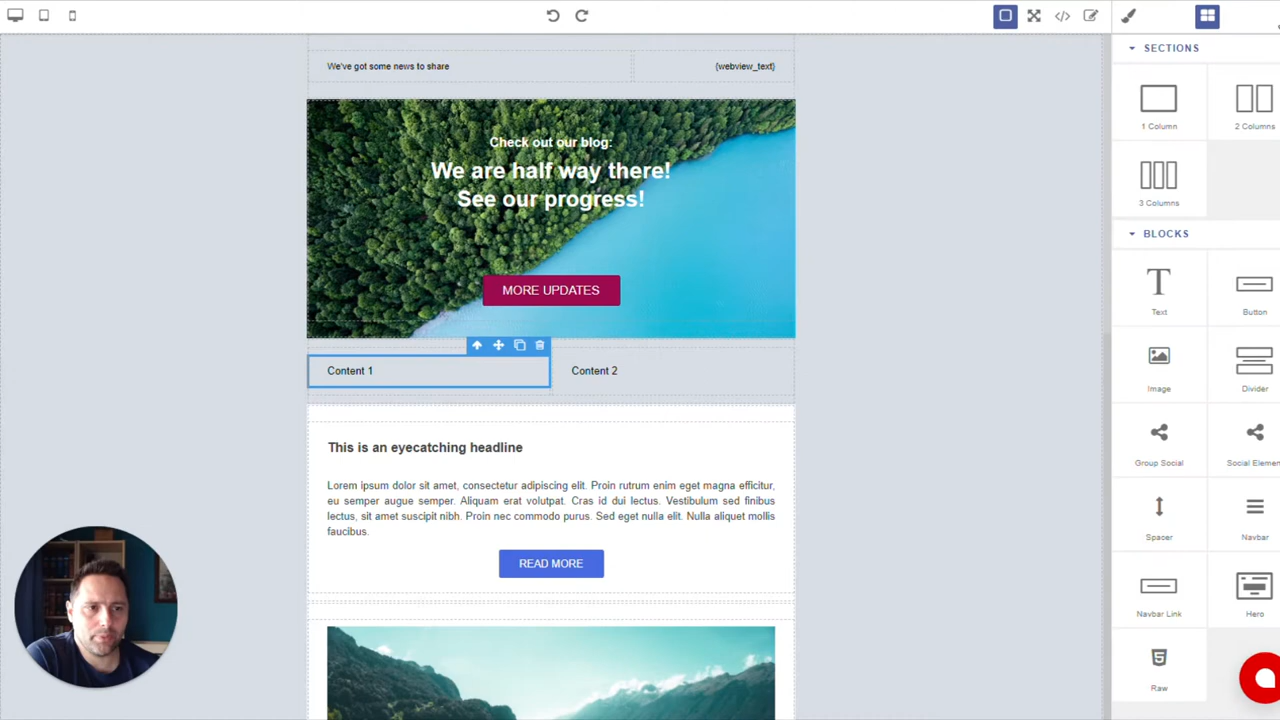 We've got some news to share
{webview_text}
Check out our blog:
We are half way there!
See our progress!
MORE UPDATES
Content 1
Content 2
This is an eyecatching headline
Lorem ipsum dolor sit amet, consectetur adipiscing elit. Proin rutrum enim eget magna efficitur,
eu semper augue semper. Aliquam erat volutpat. Cras id dui lectus. Vestibulum sed finibus
lectus, sit amet suscipit nibh. Proin nec commodo purus. Sed eget nulla elit. Nulla aliquet mollis
faucibus.
READ MORE
SECTIONS
1 Column
2 Columns
3 Columns
BLOCKS
Text
Button
Image
Divider
Group Social
Social Elemen
Spacer
Navbar
Navbar Link
Hero
Raw